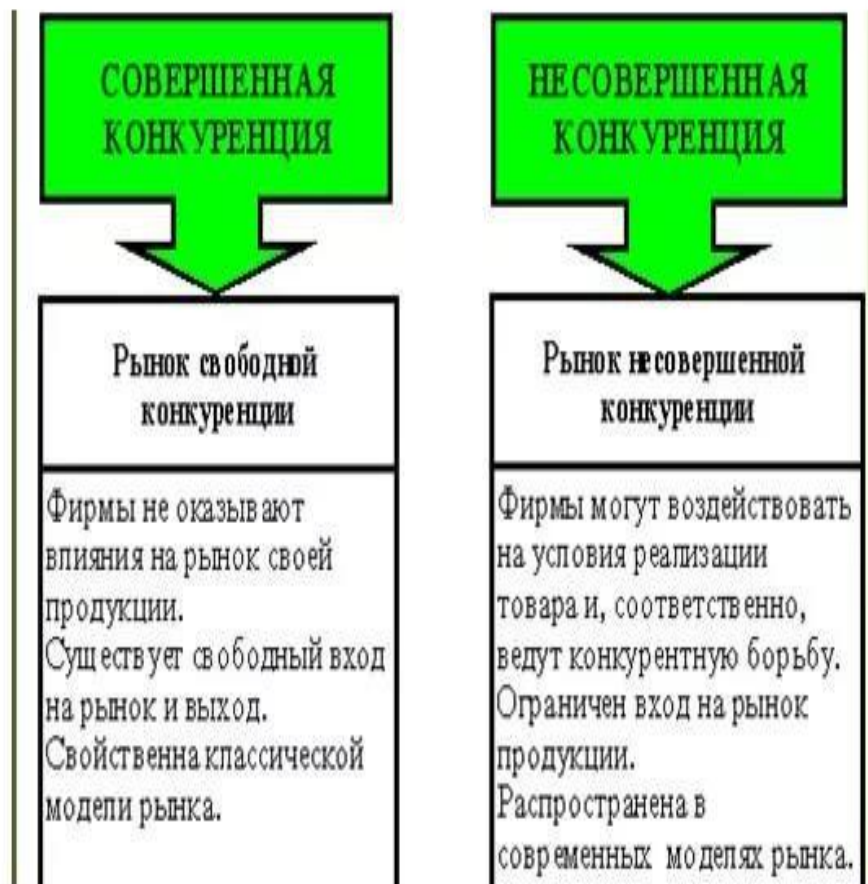 СОВЕРШЕННАЯ
КОНКУРЕНЦИЯ
Рынок свободной
конкуренции
Фирмы не оказывают
влияния на рынок своей
продукции.
Существует свободный вход
на рынок и выход.
Свойственна классической
модели рынка.
НЕСОВЕРШЕННАЯ
КОНКУРЕНЦИЯ
Рынок несовершенной
конкуренции
Фирмы могут воздействовать
на условия реализации
товара и, соответственно,
ведут конкурентную борьбу.
Ограничен вход на рынок
продукции.
Распространена в
современных моделях рынка.